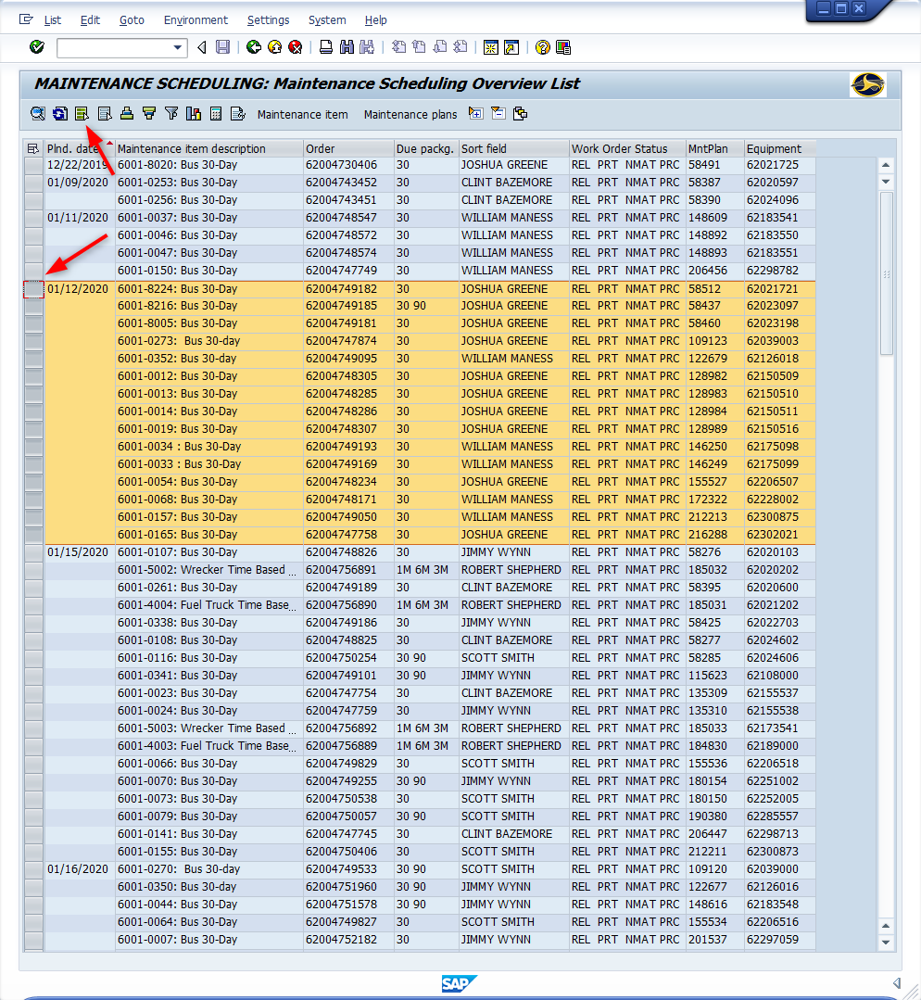 List Edit Goto Environment Settings System Help
MAINTENANCE SCHEDULING: Maintenance Scheduling Overview List
Maintenance item Maintenance plans
Plnd. date Maintenance item description Order Due packg. Sort field Work Order Status MntPlan Equipment
12/22/2019 6001-8020: Bus 30-Day 62004730406 30 JOSHUA GREENE REL PRT NMAT PRC 58491 62021725
01/09/2020 6001-0253: Bus 30-Day 62004743452 30 CLINT BAZEMORE REL PRT NMAT PRC 58387 62020597
6001-0256: Bus 30-Day 62004743451 30 CLINT BAZEMORE REL PRT NMAT PRC 58390 62024096
01/11/2020 6001-0037: Bus 30-Day 62004748547 30 WILLIAM MANESS REL PRT NMAT PRC 148609 62183541
6001-0046: Bus 30-Day 62004748572 30 WILLIAM MANESS REL PRT NMAT PRC 148892 62183550
6001-0047: Bus 30-Day 62004748574 30 WILLIAM MANESS REL PRT NMAT PRC 148893 62183551
6001-0150: Bus 30-Day 62004747749 30 WILLIAM MANESS REL PRT NMAT PRC 206456 62298782
01/12/2020 6001-8224: Bus 30-Day 62004749182 30 JOSHUA GREENE REL PRT NMAT PRC 58512 62021721
6001-8216: Bus 30-Day 62004749185 30 90 JOSHUA GREENE REL PRT NMAT PRC 58437 62023097
6001-8005: Bus 30-Day 62004749181 30 JOSHUA GREENE REL PRT NMAT PRC 58460 62023198
6001-0273: Bus 30-day 62004747874 30 JOSHUA GREENE REL PRT NMAT PRC 109123 62039003
6001-0352: Bus 30-day 62004749095 30 WILLIAM MANESS REL PRT NMAT PRC 122679 62126018
6001-0012: Bus 30-Day 62004748305 30 JOSHUA GREENE REL PRT NMAT PRC 128982 62150509
6001-0013: Bus 30-Day 62004748285 30 JOSHUA GREENE REL PRT NMAT PRC 128983 62150510
6001-0014: Bus 30-Day 62004748286 30 JOSHUA GREENE REL PRT NMAT PRC 128984 62150511
6001-0019: Bus 30-Day 62004748307 30 JOSHUA GREENE REL PRT NMAT PRC 128989 62150516
6001-0034 : Bus 30-Day 62004749193 30 WILLIAM MANESS REL PRT NMAT PRC 146250 62175098
6001-0033 : Bus 30-Day 62004749169 30 WILLIAM MANESS REL PRT NMAT PRC 146249 62175099
6001-0054: Bus 30-Day 62004748234 30 JOSHUA GREENE REL PRT NMAT PRC 155527 62206507
6001-0068: Bus 30-Day 62004748171 30 WILLIAM MANESS REL PRT NMAT PRC 172322 62228002
6001-0157: Bus 30-Day 62004749050 30 WILLIAM MANESS REL PRT NMAT PRC 212213 62300875
6001-0165: Bus 30-Day 62004747758 30 JOSHUA GREENE REL PRT NMAT PRC 216288 62302021
01/15/2020 6001-0107: Bus 30-Day 62004748826 30 JIMMY WYNN REL PRT NMAT PRC 58276 62020103
6001-5002: Wrecker Time Based ... 62004756891 1M 6M 3M ROBERT SHEPHERD REL PRT NMAT PRC 185032 62020202
6001-0261: Bus 30-Day 62004749189 30 CLINT BAZEMORE REL PRT NMAT PRC 58395 62020600
6001-4004: Fuel Truck Time Base... 62004756890 1M 6M 3M ROBERT SHEPHERD REL PRT NMAT PRC 185031 62021202
6001-0338: Bus 30-Day 62004749186 30 JIMMY WYNN REL PRT NMAT PRC 58425 62022703
6001-0108: Bus 30-Day 62004748825 30 CLINT BAZEMORE REL PRT NMAT PRC 58277 62024602
6001-0116: Bus 30-Day 62004750254 30 90 SCOTT SMITH REL PRT NMAT PRC 58285 62024606
6001-0341: Bus 30-Day 62004749101 30 90 JIMMY WYNN REL PRT NMAT PRC 115623 62108000
6001-0023: Bus 30-Day 62004747754 30 CLINT BAZEMORE REL PRT NMAT PRC 135309 62155537
6001-0024: Bus 30-Day 62004747759 30 JIMMY WYNN REL PRT NMAT PRC 135310 62155538
6001-5003: Wrecker Time Based ... 62004756892 1M 6M 3M ROBERT SHEPHERD REL PRT NMAT PRC 185033 62173541
6001-4003: Fuel Truck Time Base... 62004756889 1M 6M 3M ROBERT SHEPHERD REL PRT NMAT PRC 184830 62189000
6001-0066: Bus 30-Day 62004749829 30 SCOTT SMITH REL PRT NMAT PRC 155536 62206518
6001-0070: Bus 30-Day 62004749255 30 90 JIMMY WYNN REL PRT NMAT PRC 180154 62251002
6001-0073: Bus 30-Day 62004750538 30 SCOTT SMITH REL PRT NMAT PRC 180150 62252005
6001-0079: Bus 30-Day 62004750057 30 90 SCOTT SMITH REL PRT NMAT PRC 190380 62285557
6001-0141: Bus 30-Day 62004747745 30 CLINT BAZEMORE REL PRT NMAT PRC 206447 62298713
6001-0155: Bus 30-Day 62004750406 30 SCOTT SMITH REL PRT NMAT PRC 212211 62300873
01/16/2020 6001-0270: Bus 30-day 62004749533 30 90 SCOTT SMITH REL PRT NMAT PRC 109120 62039000
6001-0350: Bus 30-day 62004751960 30 90 JIMMY WYNN REL PRT NMAT PRC 122677 62126016
6001-0044: Bus 30-Day 62004751578 30 90 JIMMY WYNN REL PRT NMAT PRC 148616 62183548
6001-0064: Bus 30-Day 62004749827 30 SCOTT SMITH REL PRT NMAT PRC 155534 62206516
6001-0007: Bus 30-Day 62004752182 30 JIMMY WYNN REL PRT NMAT PRC 201537 62297059
SAP